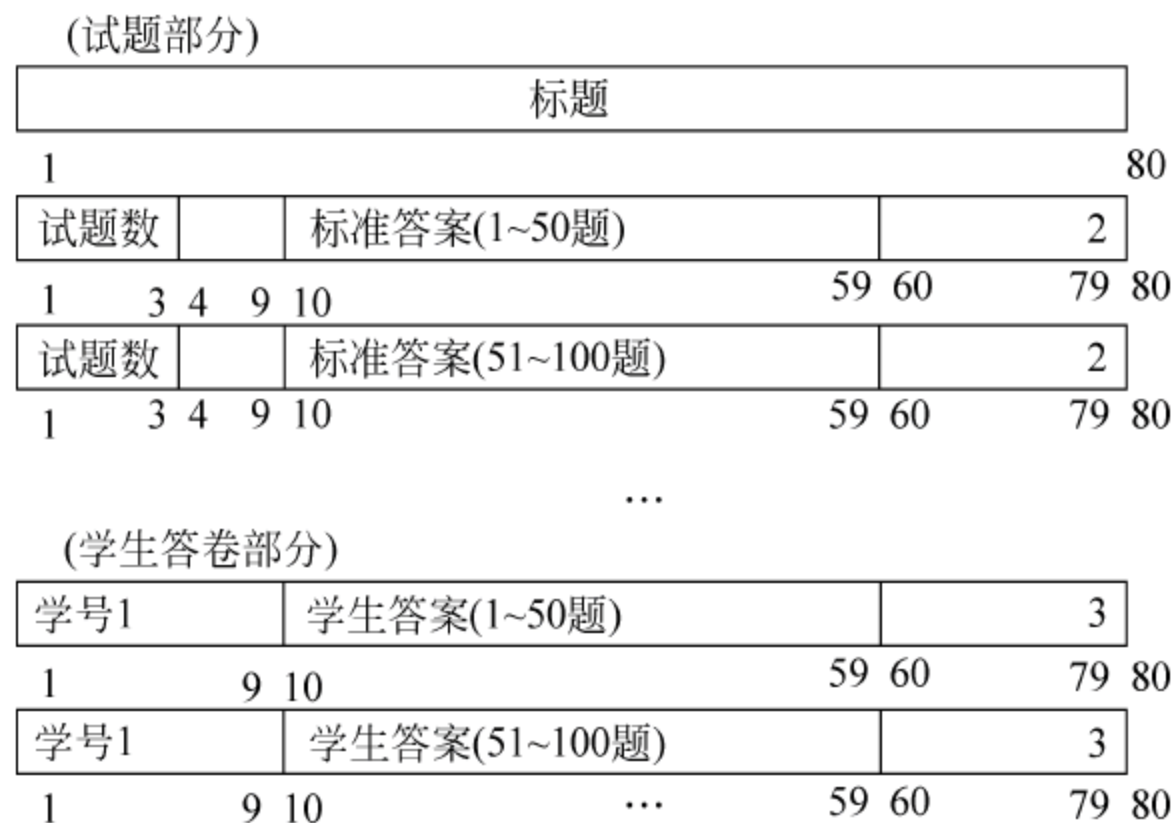 (试题部分)
标题
1 80
试题数 标准答案(1~50题) 2
1 3 4 9 10 59 60 79 80
试题数 标准答案(51~100题) 2
1 3 4 9 10 59 60 79 80
…
(学生答卷部分)
学号1 学生答案(1~50题) 3
1 9 10 59 60 79 80
学号1 学生答案(51~100题) 3
1 9 10 … 59 60 79 80